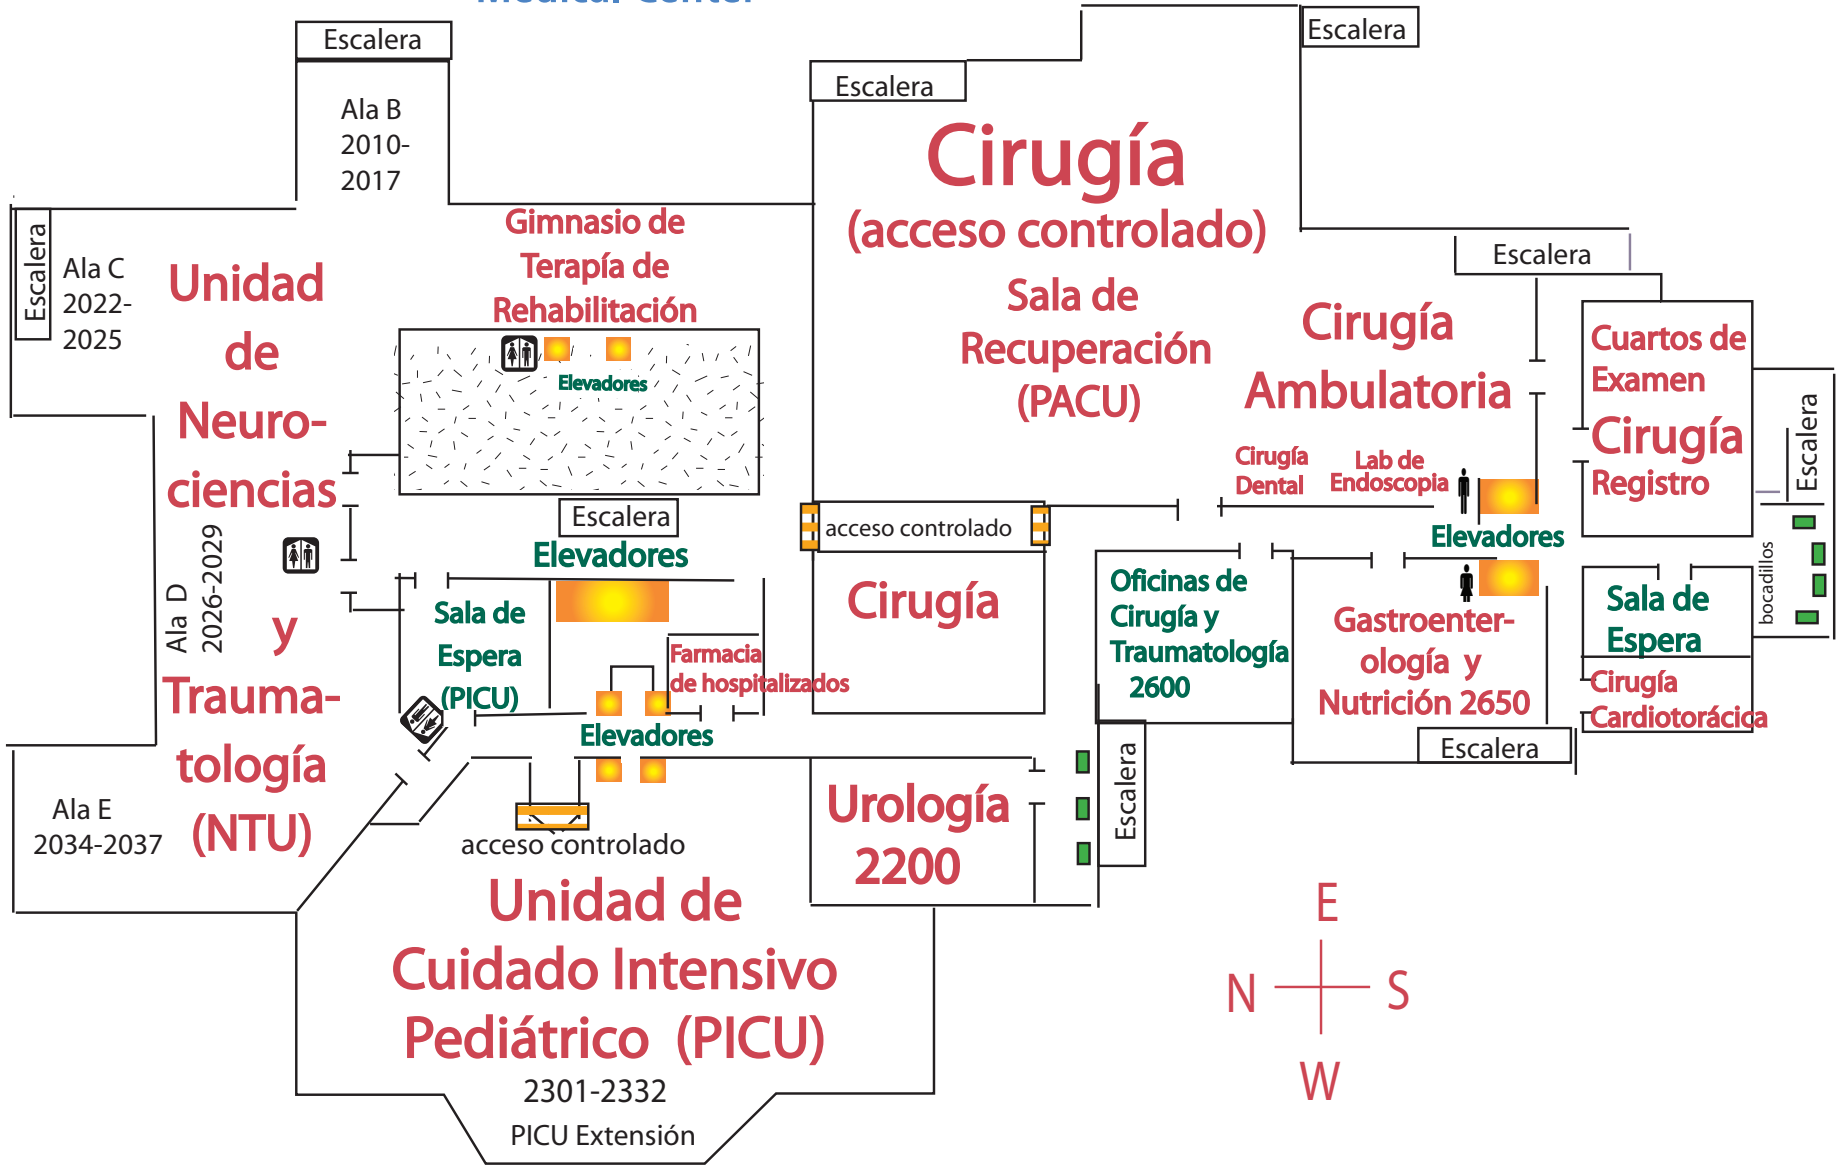 Medical Center
Escalera
Escalera
Escalera
Ala B
2010-
2017
Cirugía
(acceso controlado)
Sala de
Recuperación
(PACU)
Gimnasio de
Terapía de
Rehabilitación
Elevadores
Escalera
Ala C
2022-
2025
Unidad
de
Neuro-
ciencias
y
Trauma-
tología
(NTU)
Ala D
2026-2029
Ala E
2034-2037
Escalera
Cirugía
Ambulatoria
Cirugía
Dental
Lab de
Endoscopia
Cuartos de
Examen
Cirugía
Registro
Escalera
bocadillos
Escalera
Elevadores
acceso controlado
Cirugía
Elevadores
Sala de
Espera
(PICU)
Farmacia
de hospitalizados
Elevadores
Oficinas de
Cirugía y
Traumatología
2600
Gastroenter-
ología y
Nutrición 2650
Sala de
Espera
Cirugía
Cardiotorácica
Escalera
Escalera
Urología
2200
acceso controlado
Unidad de
Cuidado Intensivo
Pediátrico (PICU)
2301-2332
PICU Extensión
E
N
S
W